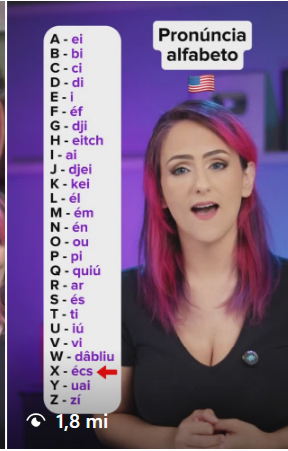 Pronúncia
alfabeto
A - ei
B - bi
C - ci
D - di
E - i
F - éf
G - dji
H - eitch
I - ai
J - djei
K - kei
L - él
M - ém
N - én
O - ou
P - pi
Q - quiú
R - ar
S - és
T - ti
U - iú
V - vi
W - dâbliu
X - écs
Y - uai
Z - zí
1,8 mi